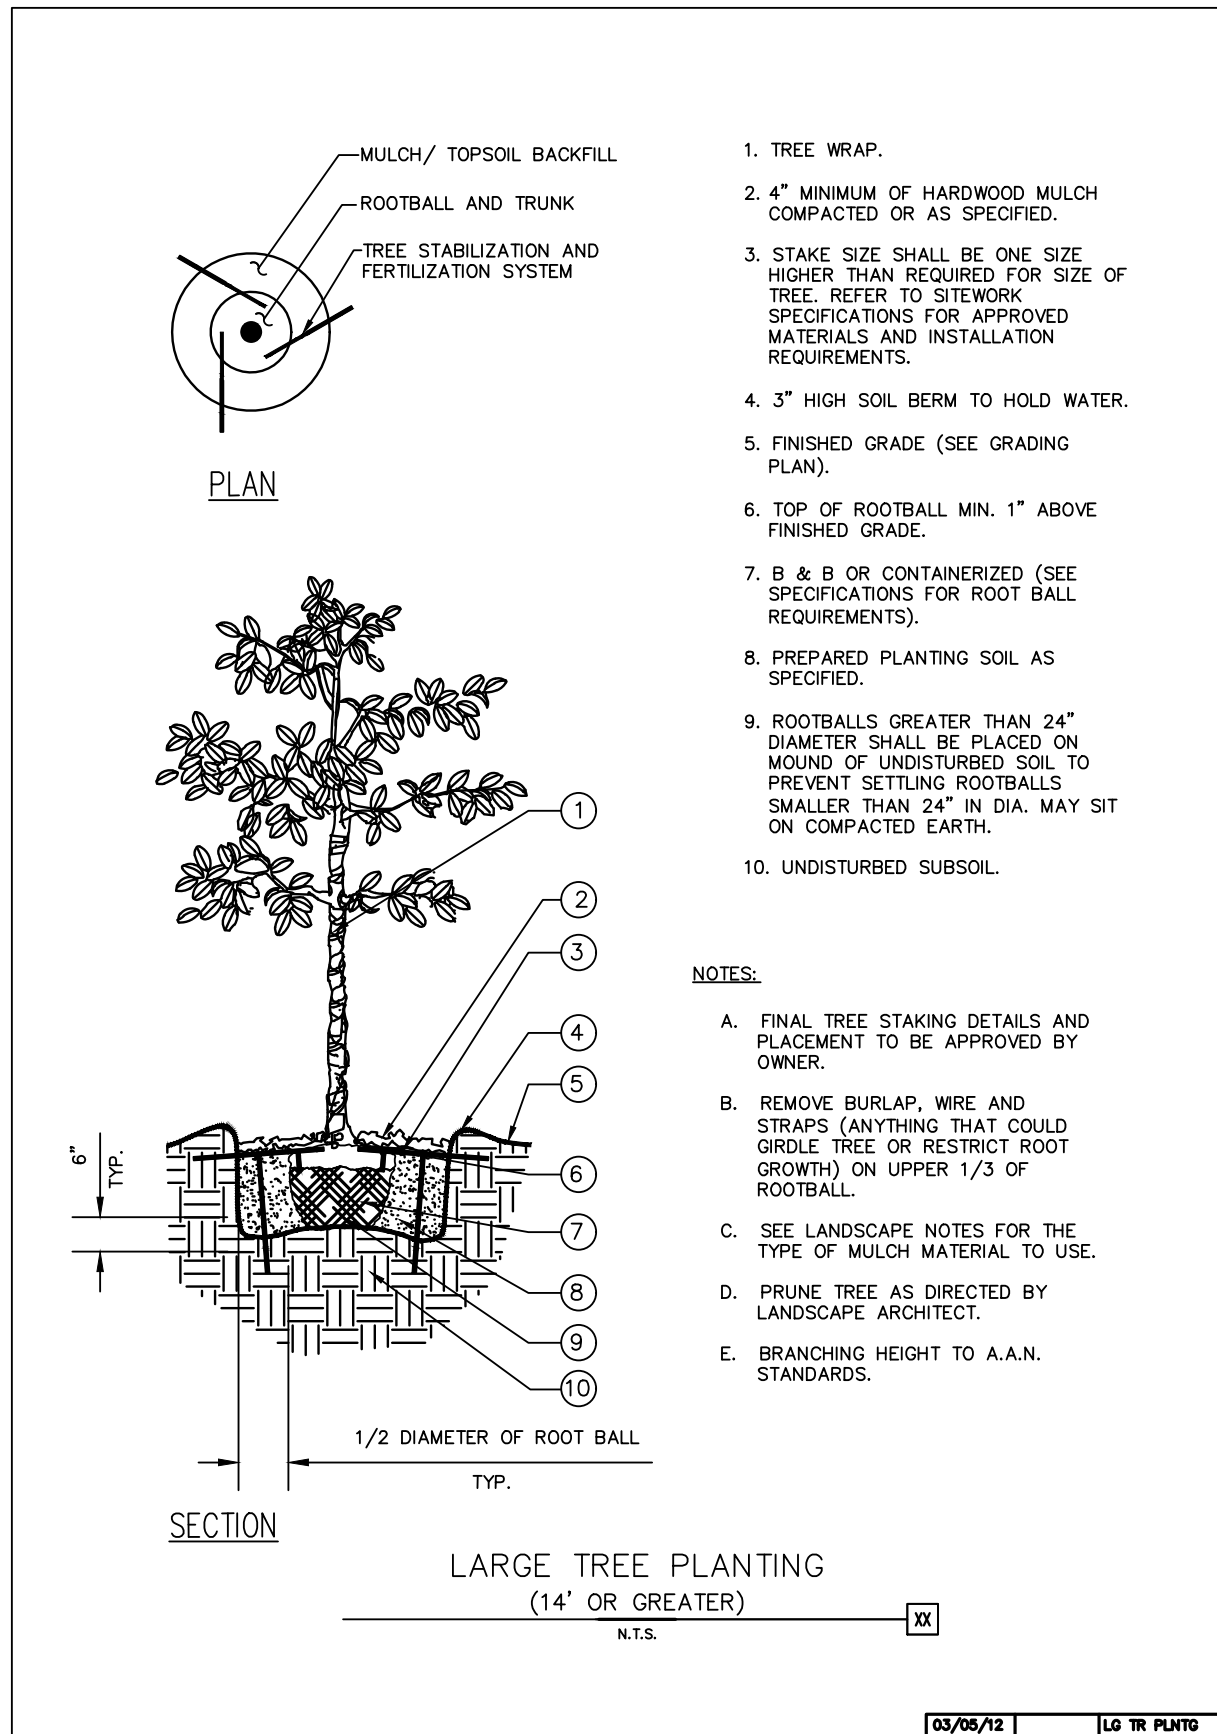 MULCH/ TOPSOIL BACKFILL
ROOTBALL AND TRUNK
TREE STABILIZATION AND
FERTILIZATION SYSTEM
PLAN
1. TREE WRAP.
2. 4" MINIMUM OF HARDWOOD MULCH
COMPACTED OR AS SPECIFIED.
3. STAKE SIZE SHALL BE ONE SIZE
HIGHER THAN REQUIRED FOR SIZE OF
TREE. REFER TO SITEWORK
SPECIFICATIONS FOR APPROVED
MATERIALS AND INSTALLATION
REQUIREMENTS.
4. 3" HIGH SOIL BERM TO HOLD WATER.
5. FINISHED GRADE (SEE GRADING
PLAN).
6. TOP OF ROOTBALL MIN. 1" ABOVE
FINISHED GRADE.
7. B & B OR CONTAINERIZED (SEE
SPECIFICATIONS FOR ROOT BALL
REQUIREMENTS).
8. PREPARED PLANTING SOIL AS
SPECIFIED.
9. ROOTBALLS GREATER THAN 24"
DIAMETER SHALL BE PLACED ON
MOUND OF UNDISTURBED SOIL TO
PREVENT SETTLING ROOTBALLS
SMALLER THAN 24" IN DIA. MAY SIT
ON COMPACTED EARTH.
10. UNDISTURBED SUBSOIL.
NOTES:
A. FINAL TREE STAKING DETAILS AND
PLACEMENT TO BE APPROVED BY
OWNER.
B. REMOVE BURLAP, WIRE AND
STRAPS (ANYTHING THAT COULD
GIRDLE TREE OR RESTRICT ROOT
GROWTH) ON UPPER 1/3 OF
ROOTBALL.
C. SEE LANDSCAPE NOTES FOR THE
TYPE OF MULCH MATERIAL TO USE.
D. PRUNE TREE AS DIRECTED BY
LANDSCAPE ARCHITECT.
E. BRANCHING HEIGHT TO A.A.N.
STANDARDS.
1
2
3
4
5
6
7
8
9
10
6"
TYP.
1/2 DIAMETER OF ROOT BALL
TYP.
SECTION
LARGE TREE PLANTING
(14' OR GREATER)
N.T.S.
XX
03/05/12
LG TR PLNTG